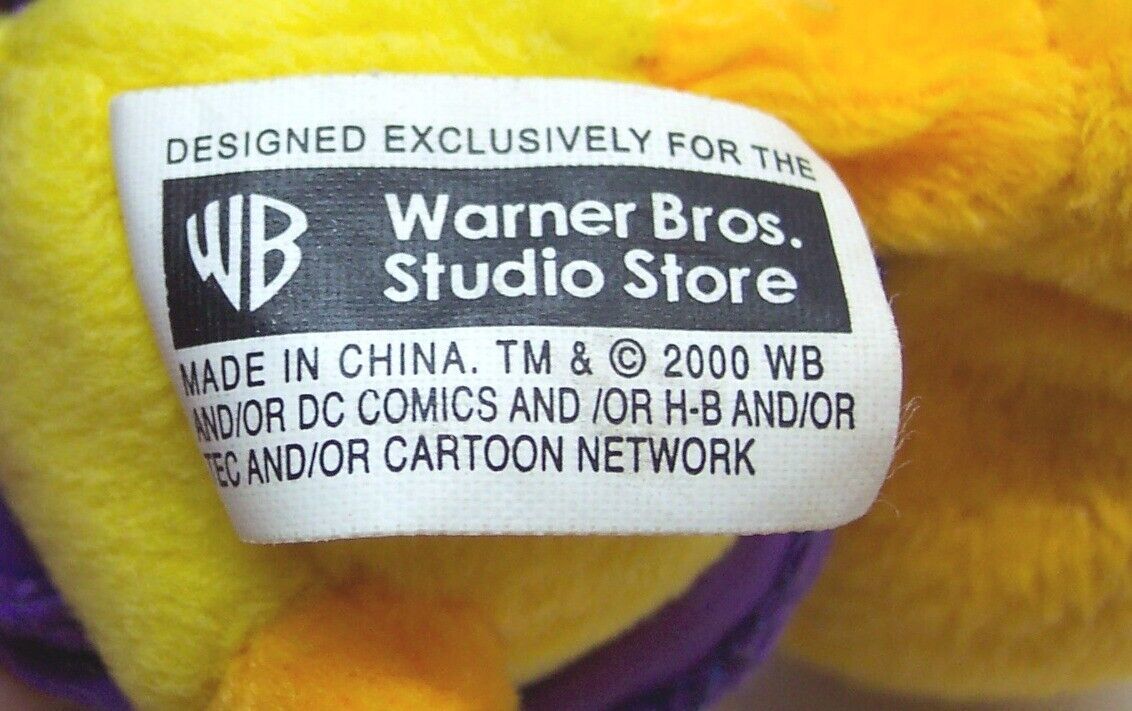 DESIGNED EXCLUSIVELY FOR THE
WB
Warner Bros.
Studio Store
MADE IN CHINA. TM & © 2000 WB
AND/OR DC COMICS AND /OR H-B AND/OR
TEC AND/OR CARTOON NETWORK